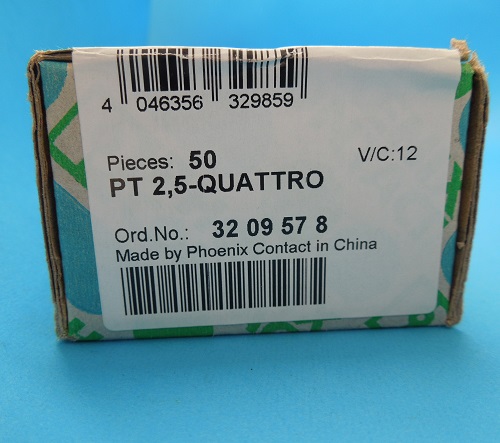 4 046356 329859
Pieces: 50 V/C:12
PT 2,5-QUATTRO
Ord.No.: 32 09 57 8
Made by Phoenix Contact in China